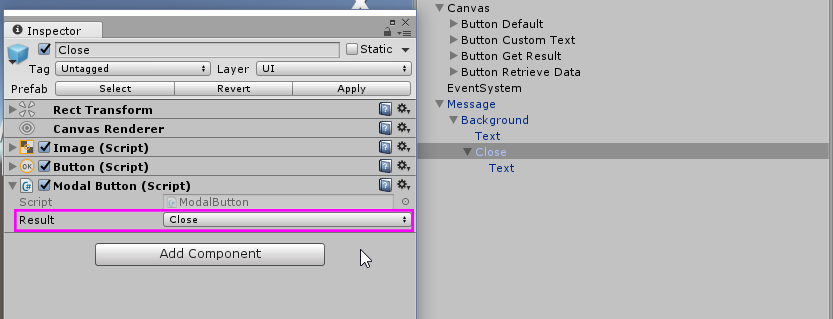 Inspector
Close
Static
Tag
Untagged
Layer
UI
Prefab
Select
Revert
Apply
Rect Transform
Canvas Renderer
Image (Script)
OK
Button (Script)
C#
Modal Button (Script)
Script
ModalButton
Result
Close
Add Component
Canvas
Button Default
Button Custom Text
Button Get Result
Button Retrieve Data
EventSystem
Message
Background
Text
Close
Text